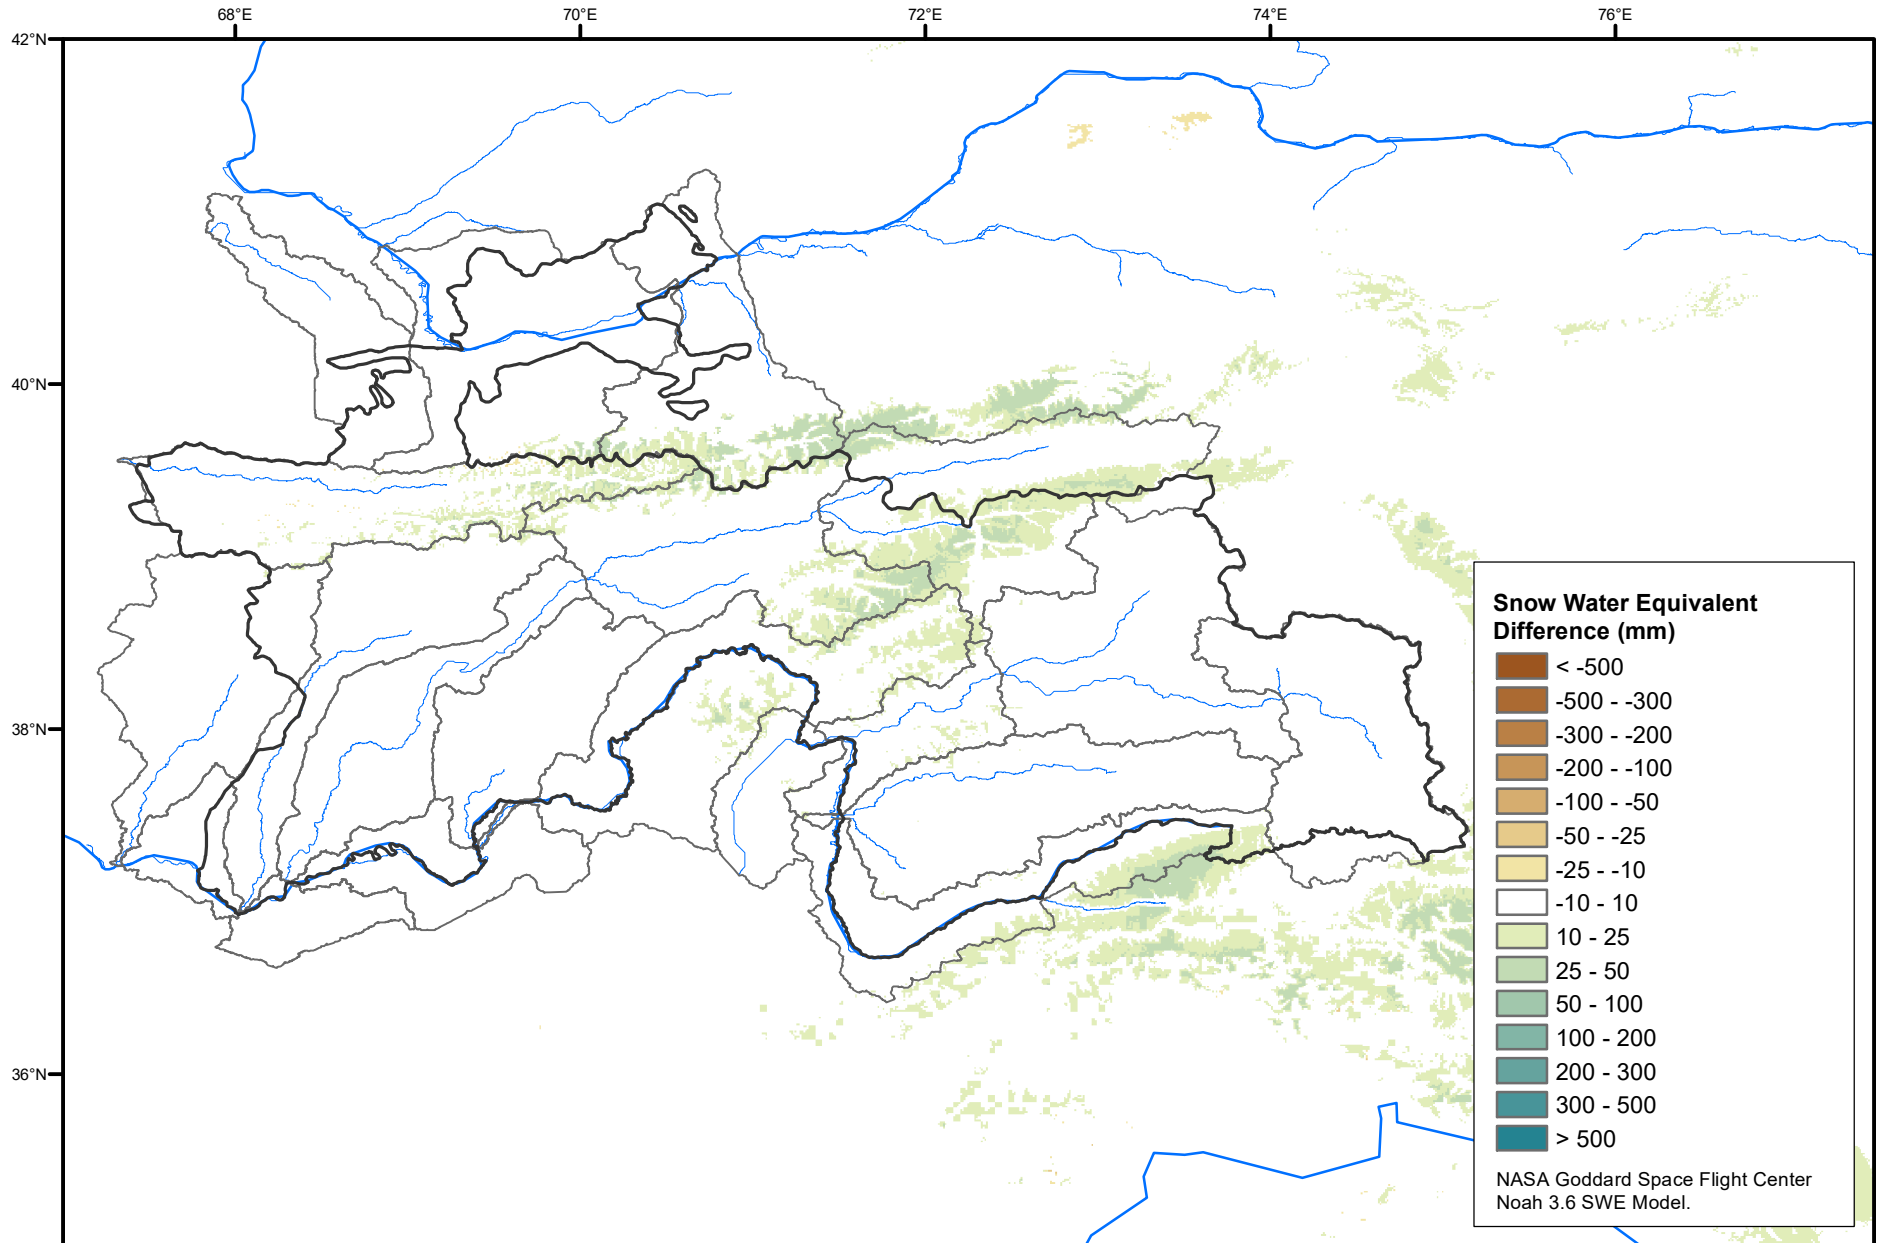 68°E 70°E 72°E 74°E 76°E
42°N
40°N
38°N
36°N
Snow Water Equivalent
Difference (mm)
< -500
-500 - -300
-300 - -200
-200 - -100
-100 - -50
-50 - -25
-25 - -10
-10 - 10
10 - 25
25 - 50
50 - 100
100 - 200
200 - 300
300 - 500
> 500
NASA Goddard Space Flight Center
Noah 3.6 SWE Model.